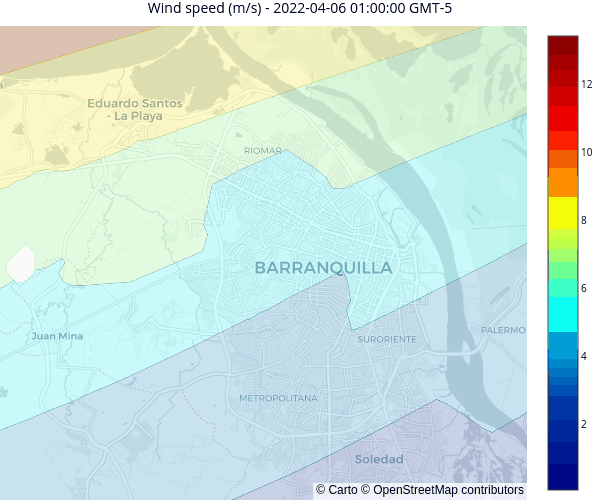 Wind speed (m/s) - 2022-04-06 01:00:00 GMT-5
Eduardo Santos
- La Playa
RIOMAR
BARRANQUILLA
Juan Mina
SURORIENTE
PALERMO
METROPOLITANA
Soledad
© Carto © OpenStreetMap contributors
12
10
8
6
4
2